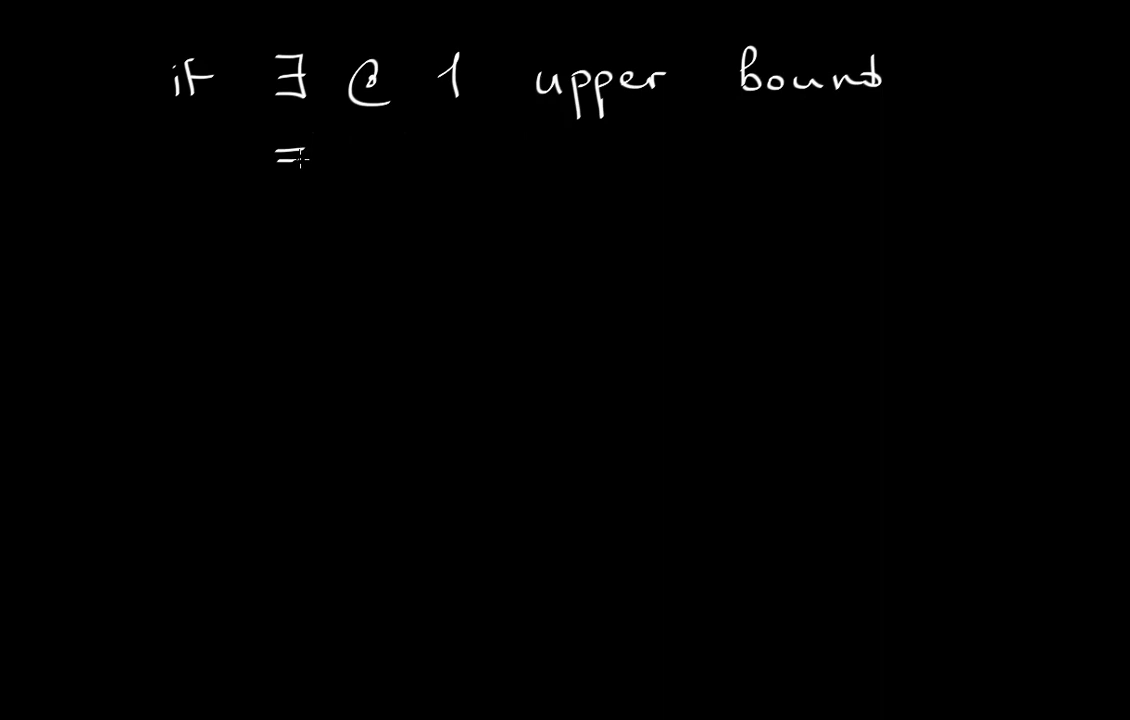 if ∃ @ 1 upper bound
=